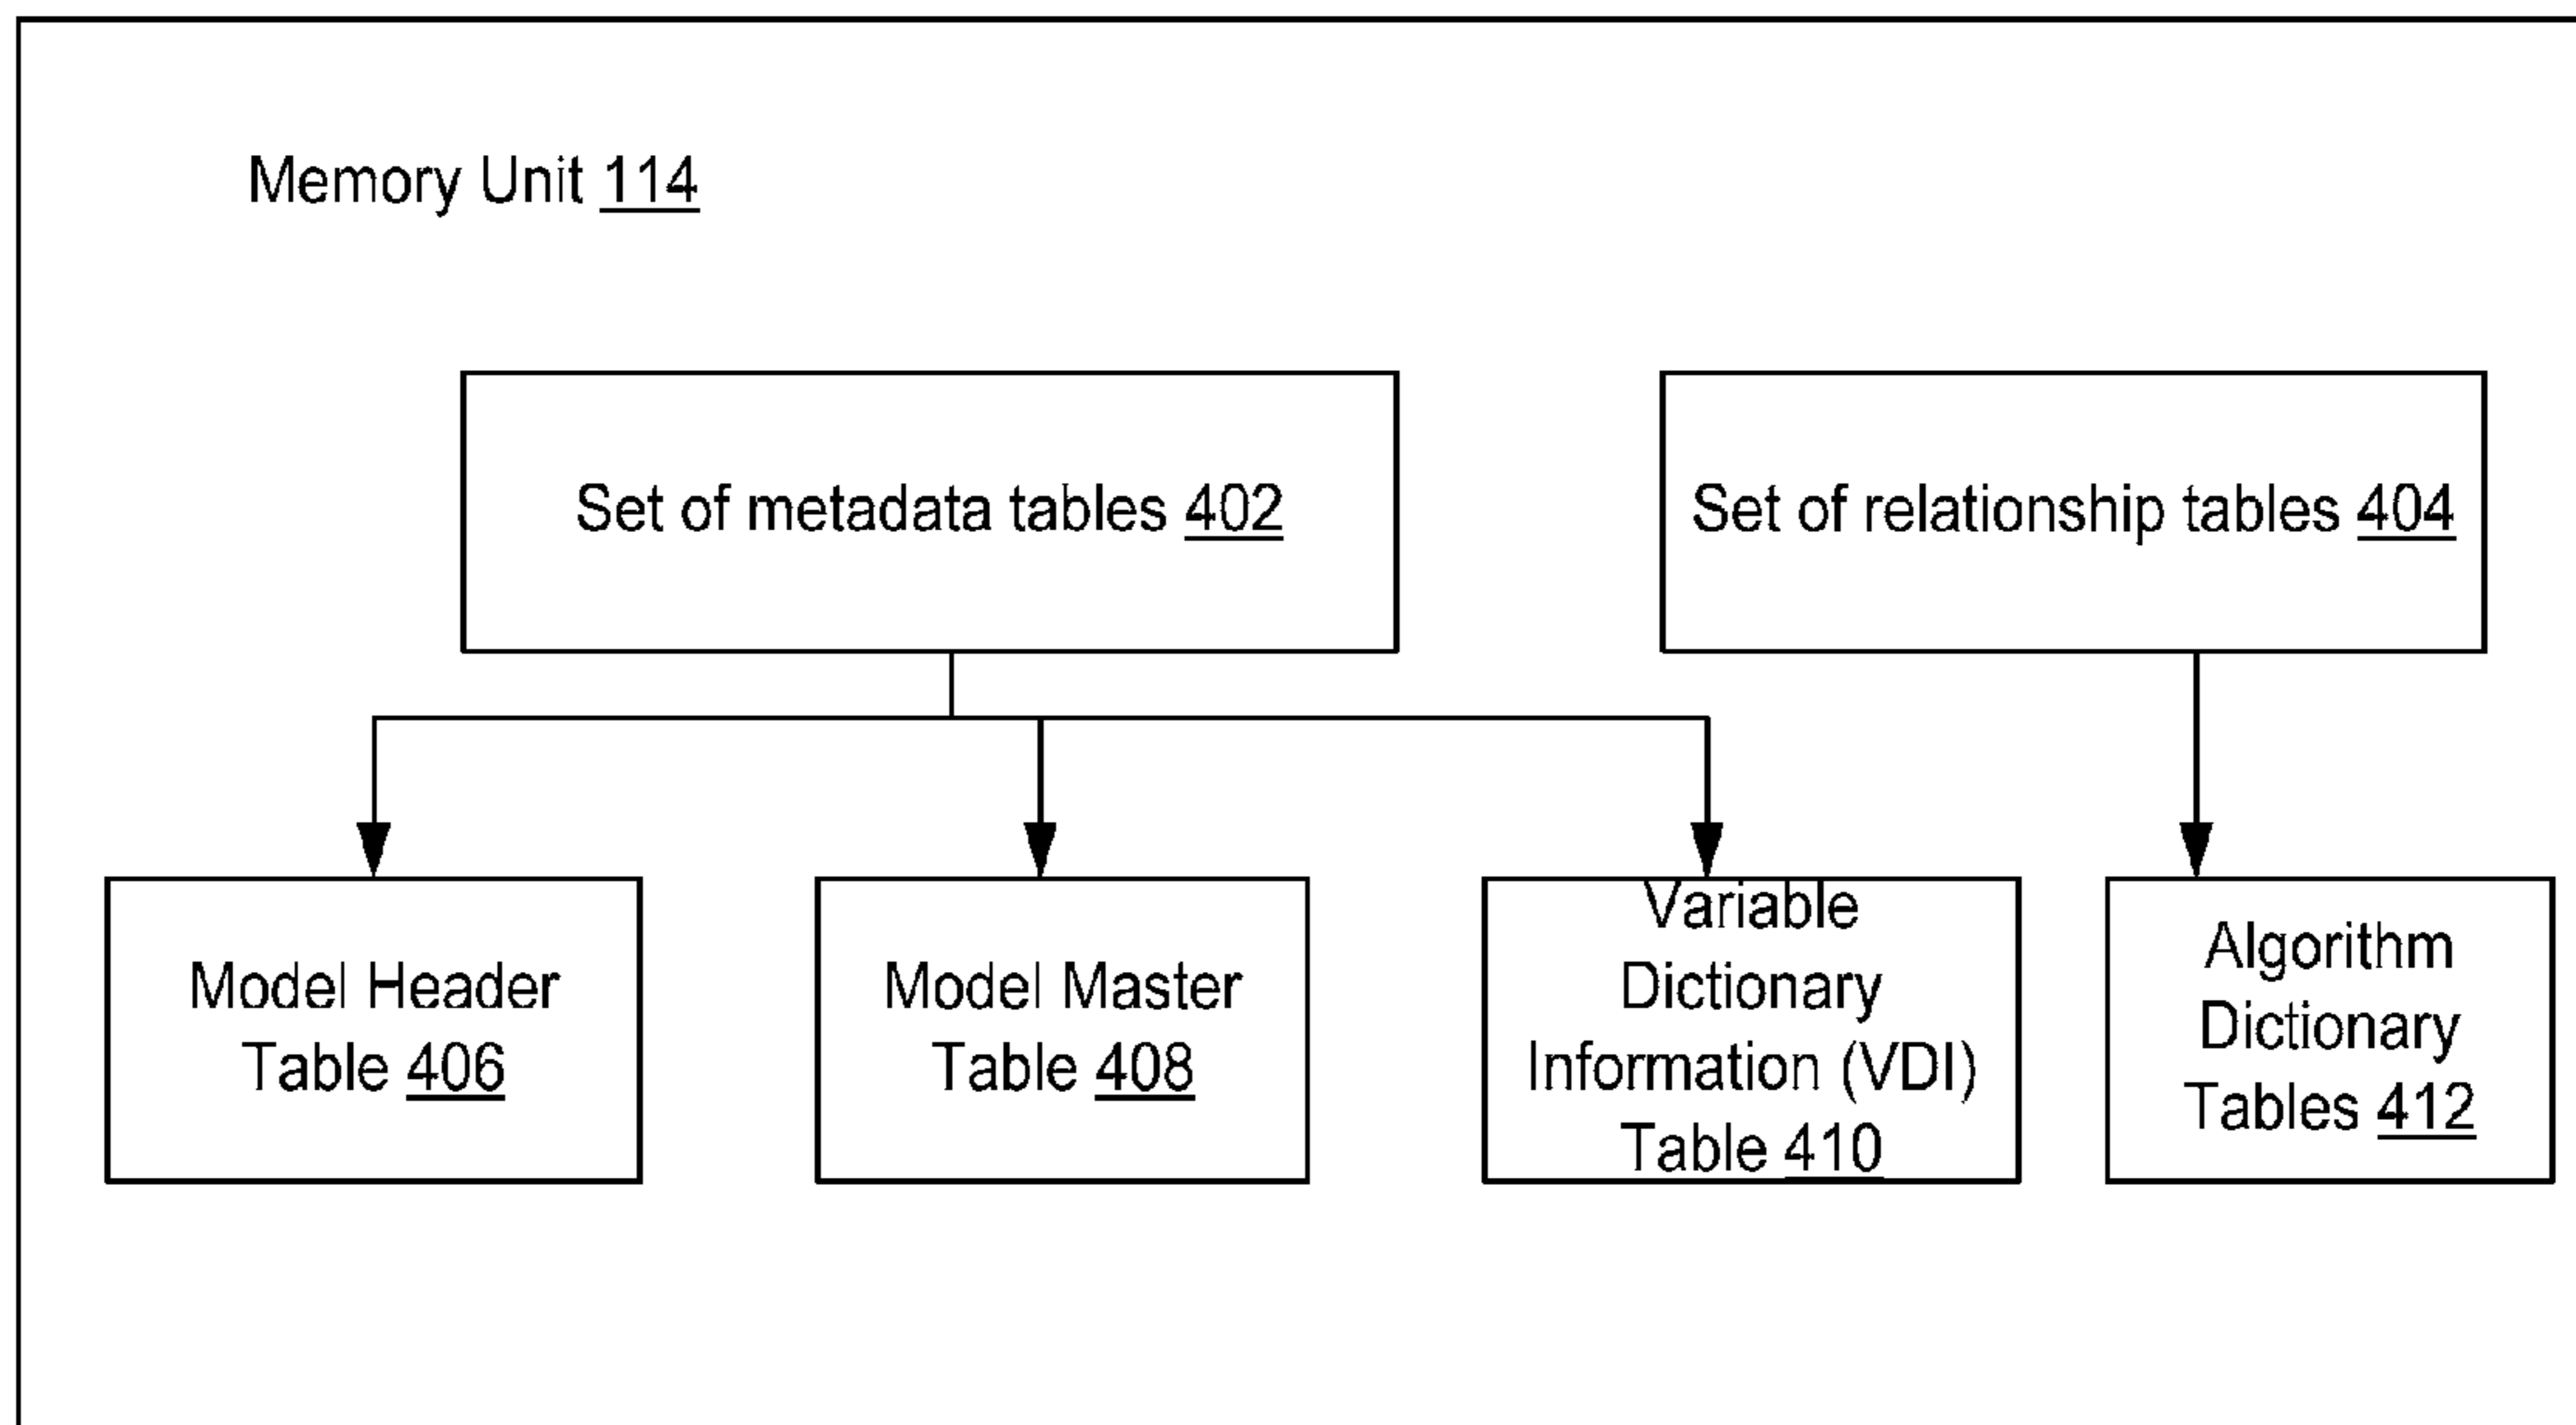 Memory Unit 114
Set of metadata tables 402
Set of relationship tables 404
Model Header
Table 406
Model Master
Table 408
Variable
Dictionary
Information (VDI)
Table 410
Algorithm
Dictionary
Tables 412